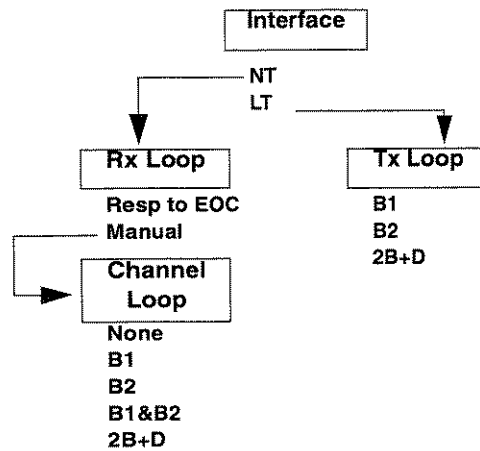 Interface
NT
LT
Rx Loop
Resp to EOC
Manual
Channel
Loop
None
B1
B2
B1&B2
2B+D
Tx Loop
B1
B2
2B+D